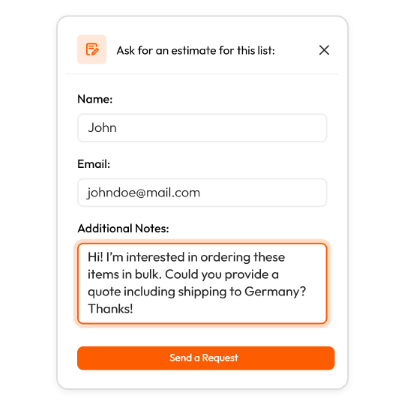 Ask for an estimate for this list:
Name:
John
Email:
johndoe@mail.com
Additional Notes:
Hi! I'm interested in ordering these
items in bulk. Could you provide a
quote including shipping to Germany?
Thanks!
Send a Request